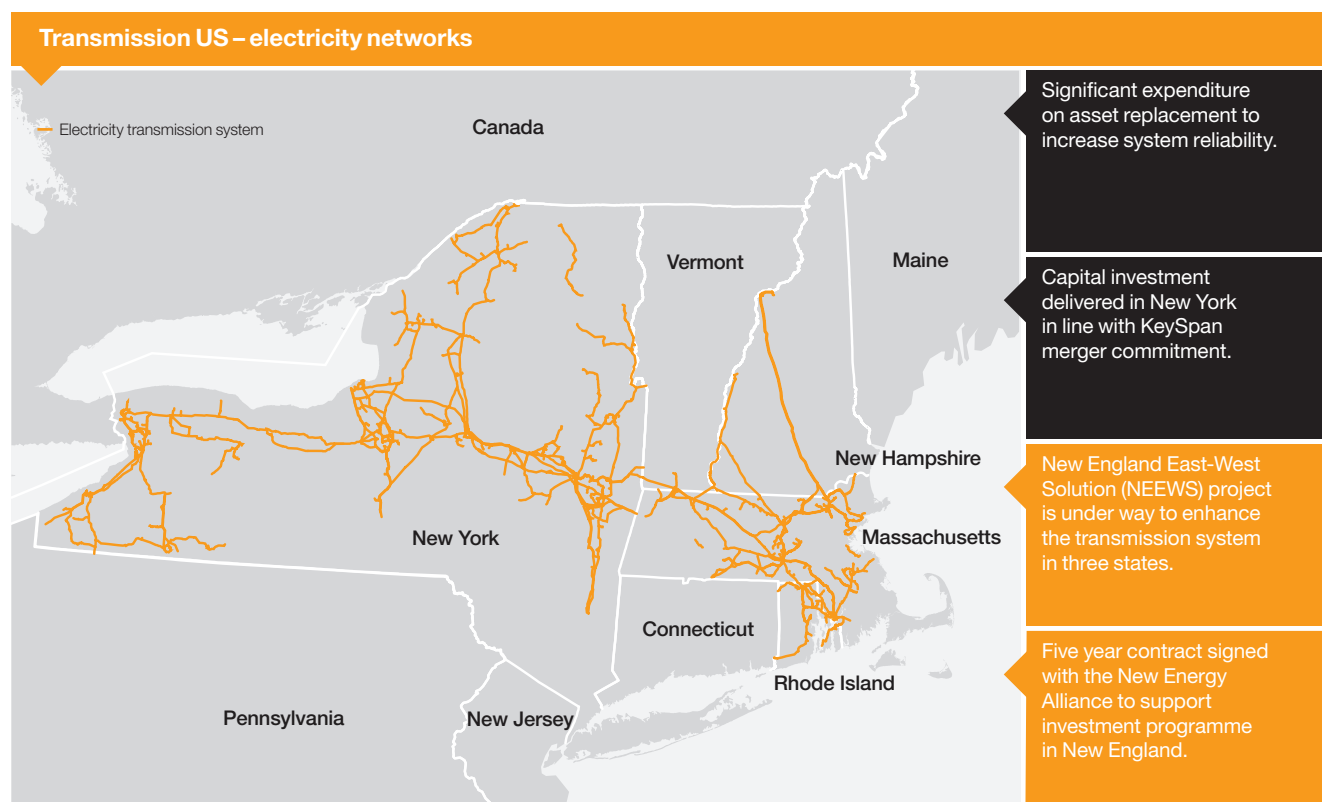 Transmission US – electricity networks
Electricity transmission system
Canada
Vermont
Maine
New Hampshire
New York
Massachusetts
Connecticut
Rhode Island
Pennsylvania
New Jersey
Significant expenditure
on asset replacement to
increase system reliability.
Capital investment
delivered in New York
in line with KeySpan
merger commitment.
New England East-West
Solution (NEEWS) project
is under way to enhance
the transmission system
in three states.
Five year contract signed
with the New Energy
Alliance to support
investment programme
in New England.